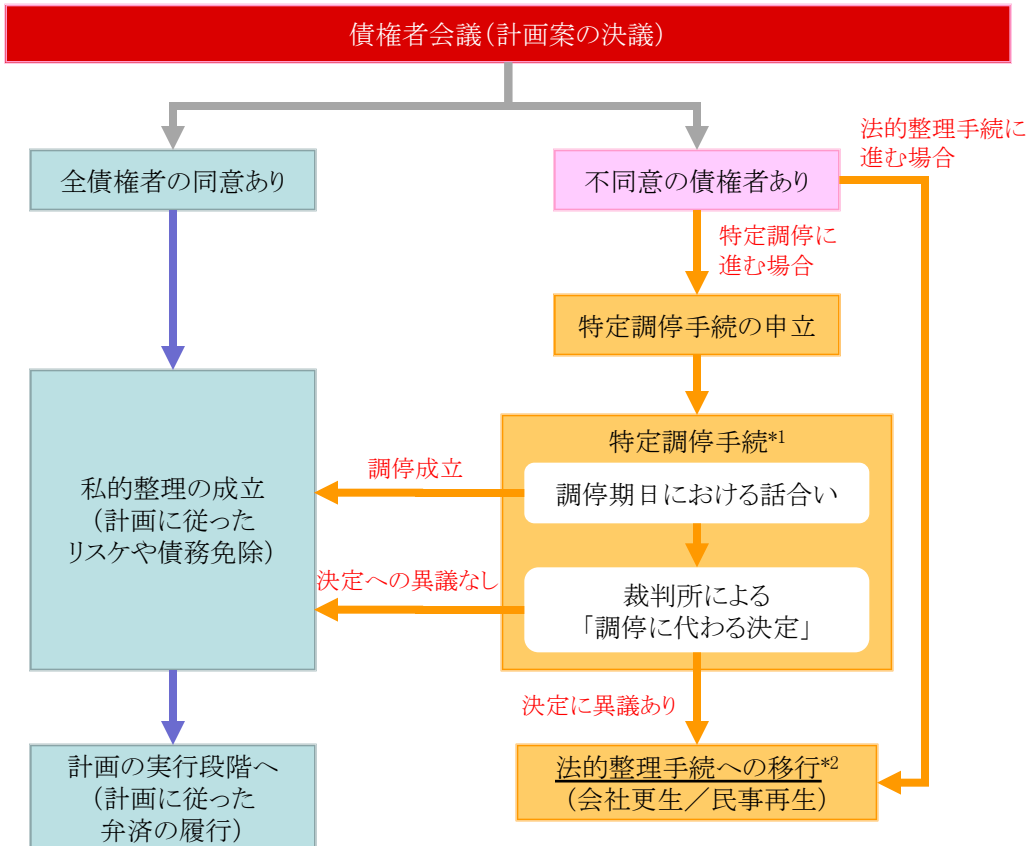 債権者会議（計画案の決議）
法的整理手続に
進む場合
全債権者の同意あり
不同意の債権者あり
特定調停に
進む場合
特定調停手続の申立
特定調停手続*1
調停成立
調停期日における話合い
私的整理の成立
（計画に従った
リスケや債務免除）
決定への異議なし
裁判所による
「調停に代わる決定」
決定に異議あり
計画の実行段階へ
（計画に従った
弁済の履行）
法的整理手続への移行*2
（会社更生／民事再生）